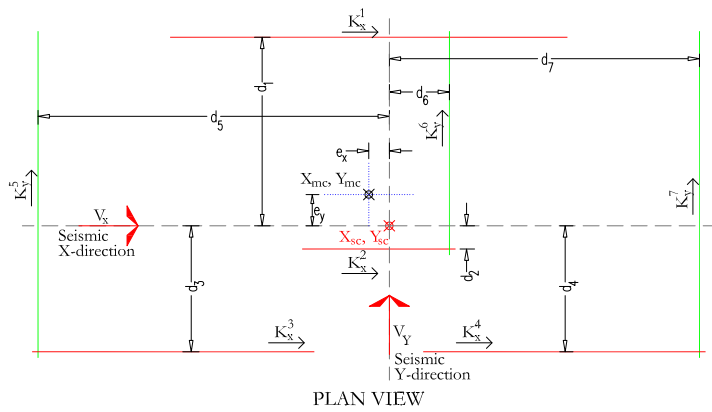 K_x^1
d_7
d_1
d_6
d_5
K_y^6
e_x
X_mc, Y_mc
K_y^5
K_y^7
e_y
V_x
Seismic
X-direction
X_sc, Y_sc
K_x^2
d_2
d_3
d_4
K_x^3
V_Y
K_x^4
Seismic
Y-direction
PLAN VIEW